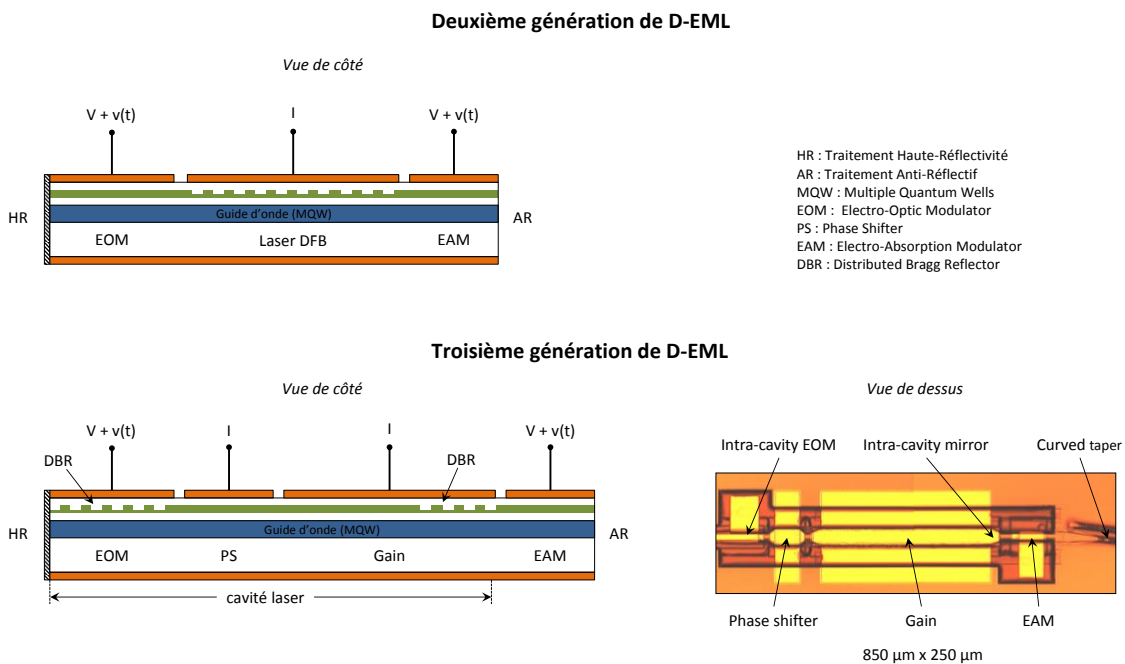 Deuxième génération de D-EML
Vue de côté
V + v(t) I V + v(t)
HR : Traitement Haute-Réflectivité
AR : Traitement Anti-Réflectif
MQW : Multiple Quantum Wells
EOM : Electro-Optic Modulator
PS : Phase Shifter
EAM : Electro-Absorption Modulator
DBR : Distributed Bragg Reflector
HR Guide d'onde (MQW) AR
EOM Laser DFB EAM
Troisième génération de D-EML
Vue de côté
V + v(t) I I V + v(t)
DBR DBR
HR Guide d'onde (MQW) AR
EOM PS Gain EAM
cavité laser
Vue de dessus
Intra-cavity EOM Intra-cavity mirror Curved taper
Phase shifter Gain EAM
850 µm x 250 µm